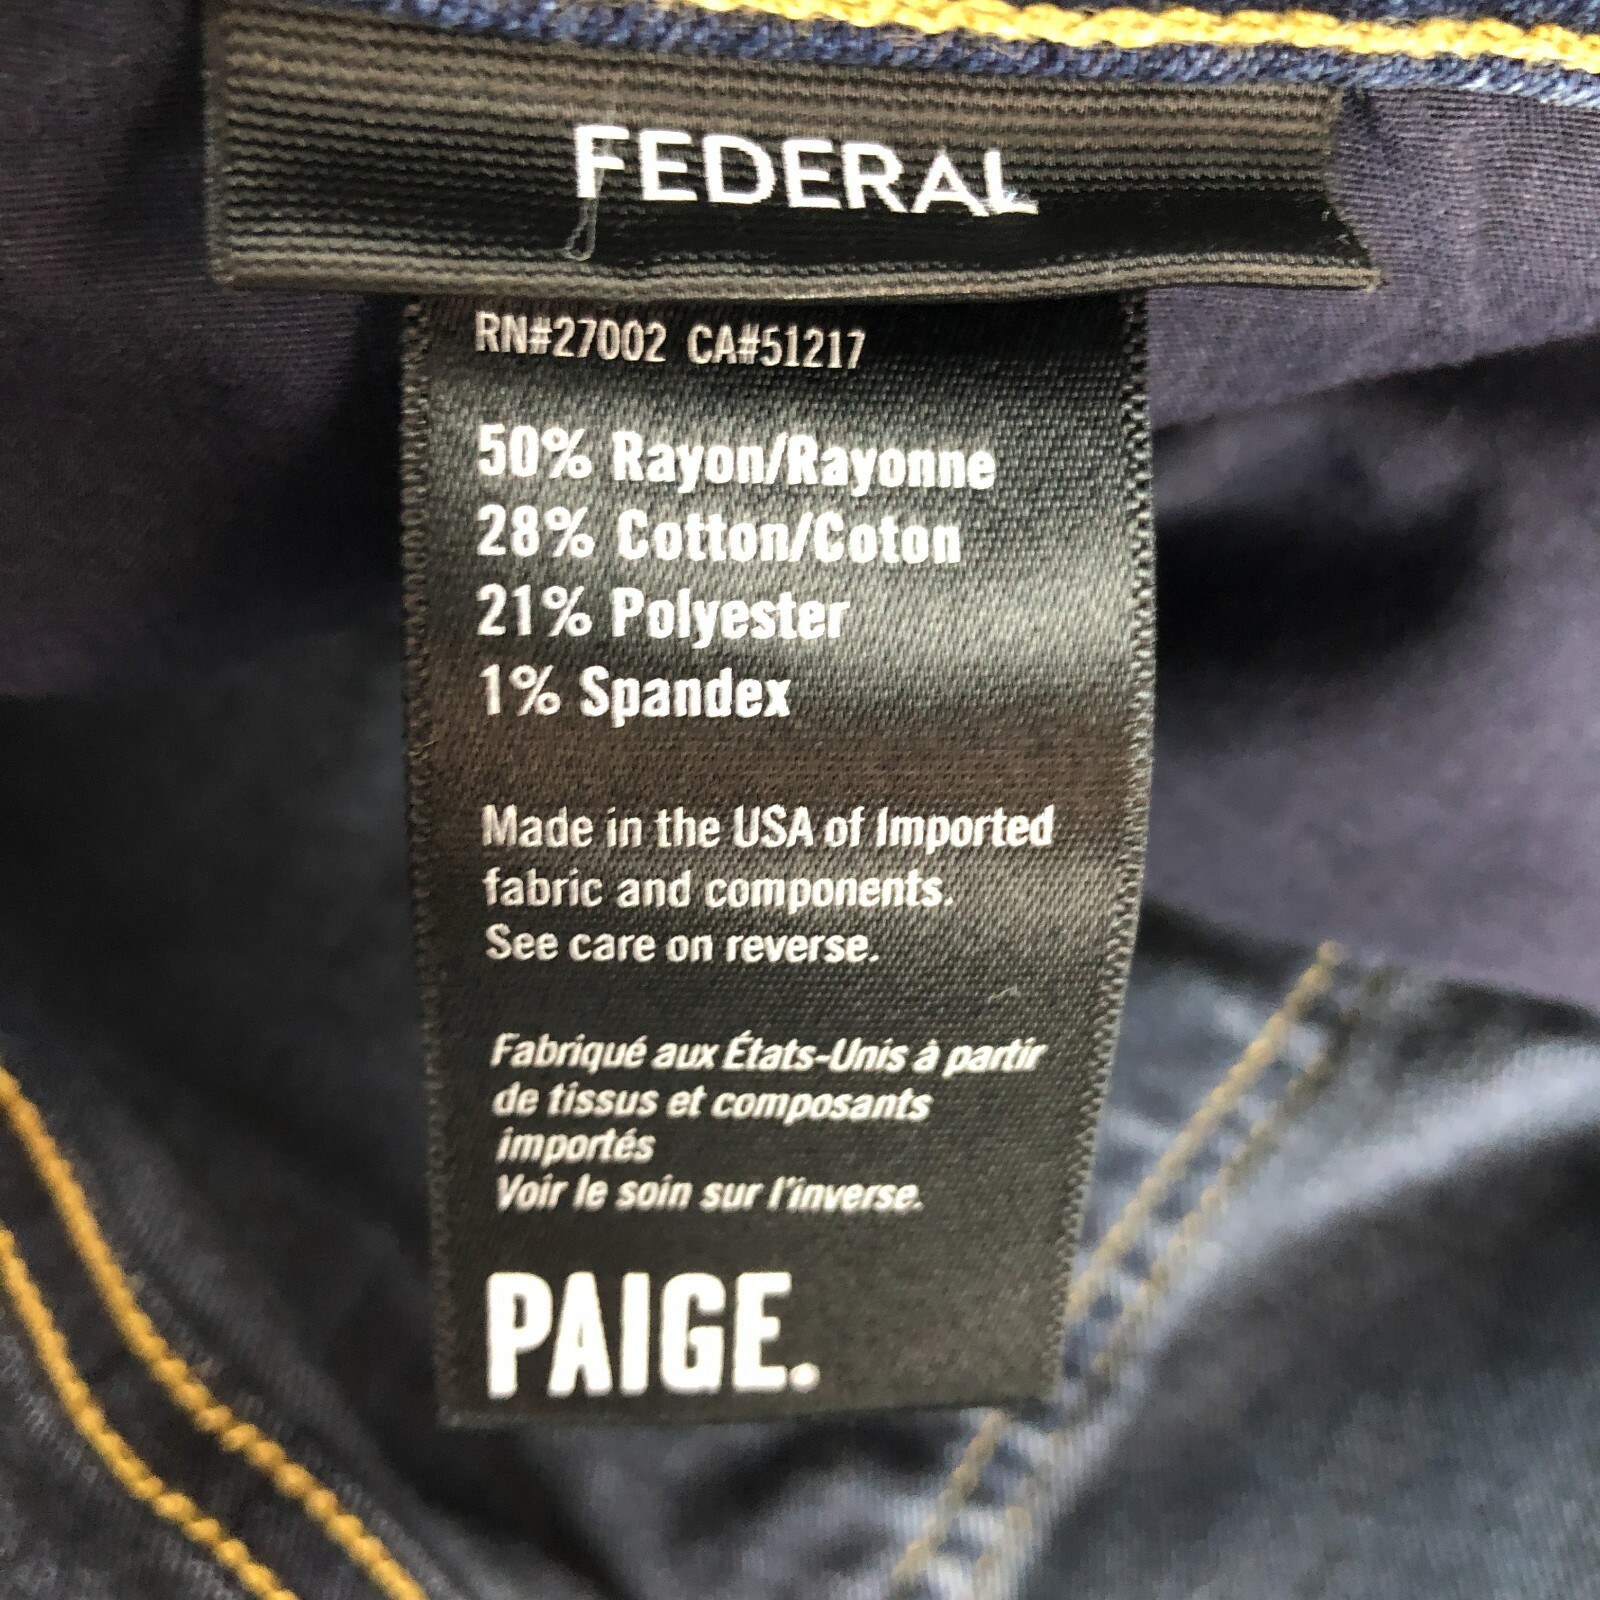 FEDERAL
RN#27002 CA#51217
50% Rayon/Rayonne
28% Cotton/Coton
21% Polyester
1% Spandex
Made in the USA of Imported
fabric and components.
See care on reverse.
Fabriqué aux États-Unis à partir
de tissus et composants
importés
Voir le soin sur l'inverse.
PAIGE.